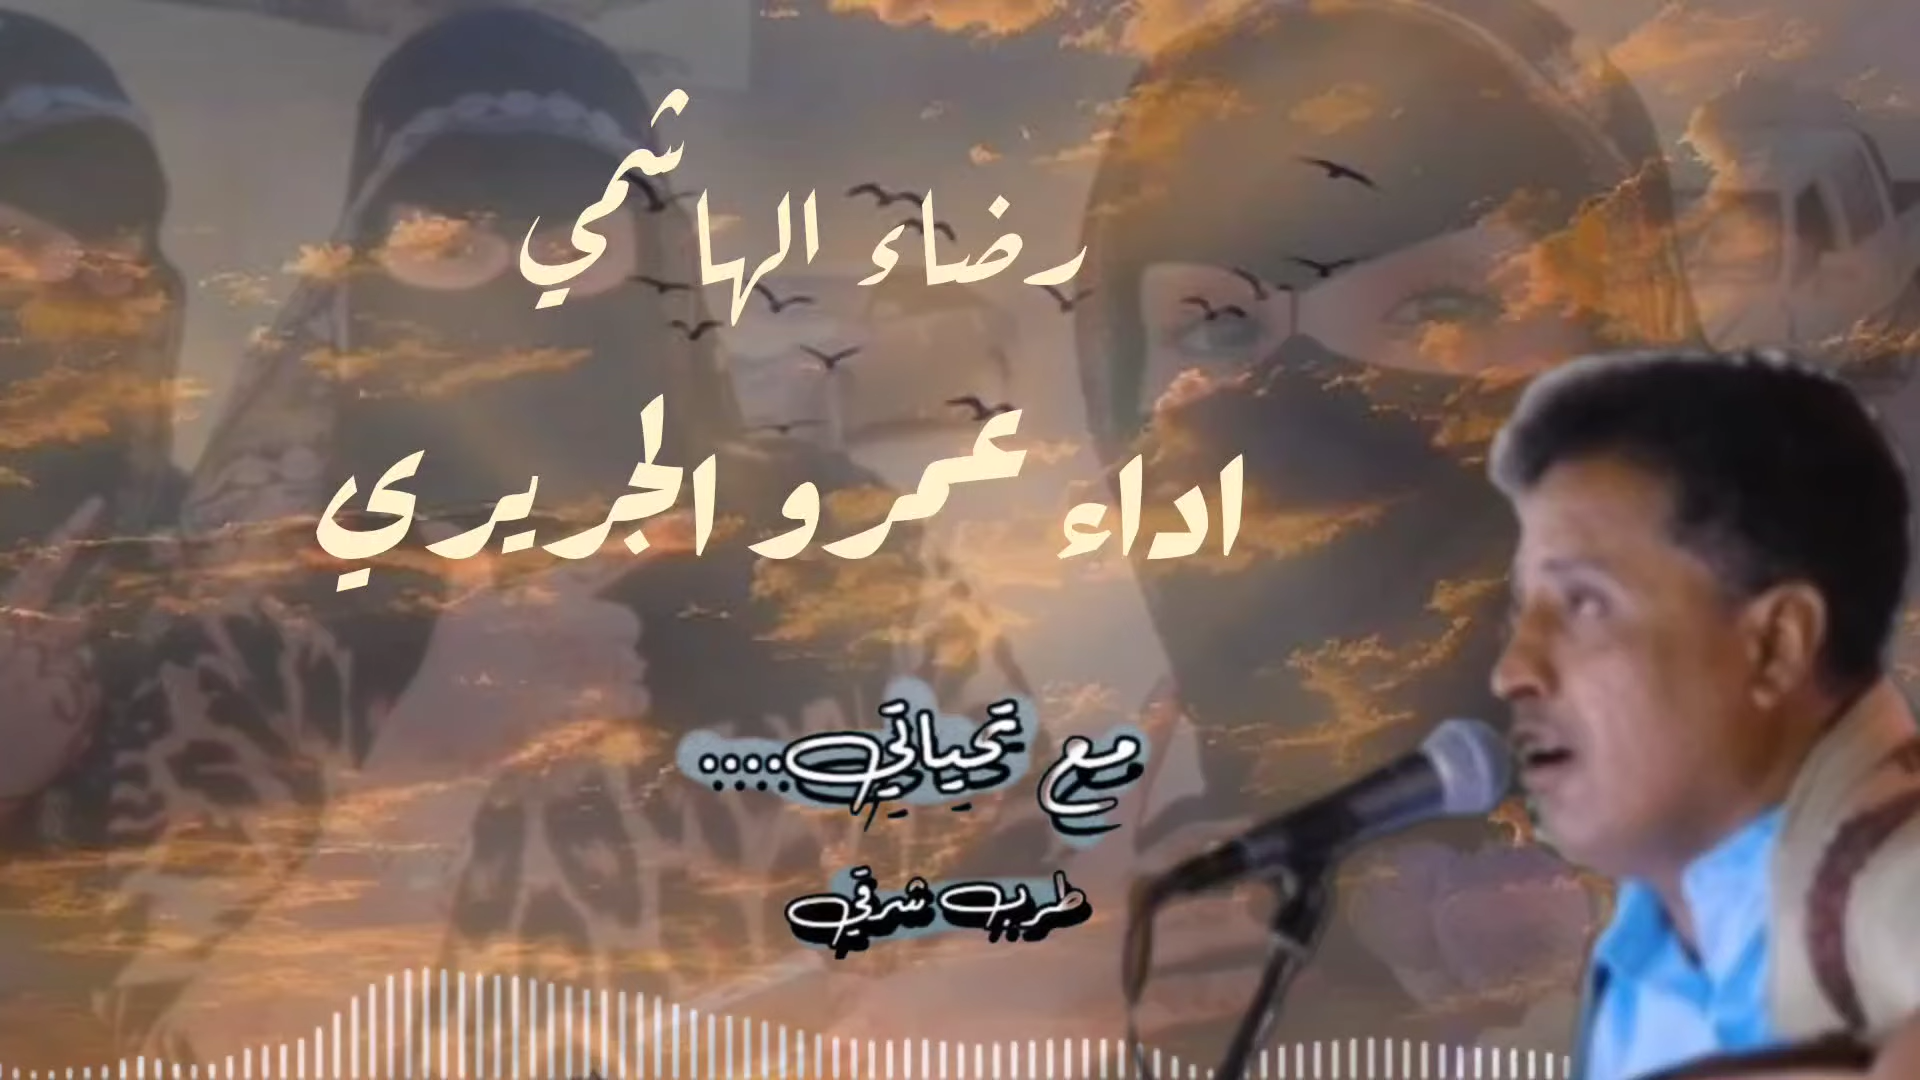 رضاء الهاشمي
اداء عمرو الجريري
مع تحياتي....
طرب شرقي